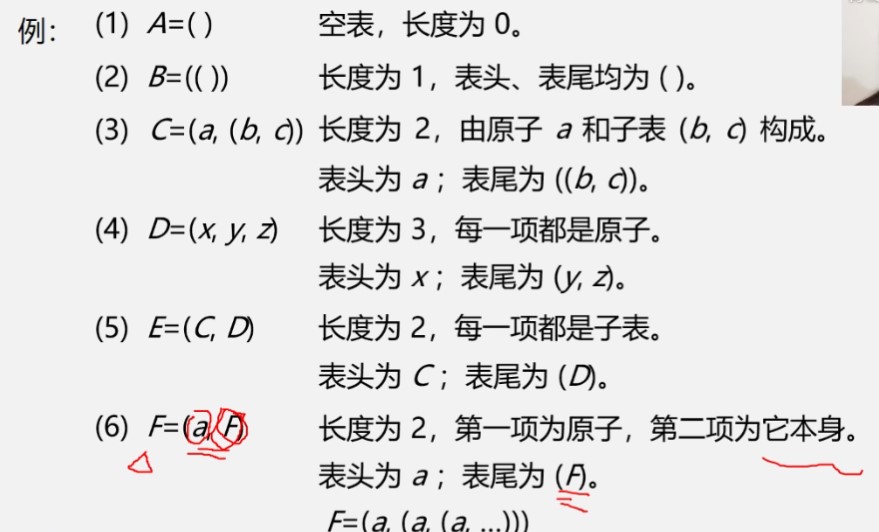 例： (1) A=( ) 空表，长度为 0。
(2) B=(( )) 长度为 1，表头、表尾均为 ( )。
(3) C=(a, (b, c)) 长度为 2，由原子 a 和子表 (b, c) 构成。
表头为 a；表尾为 ((b, c))。
(4) D=(x, y, z) 长度为 3，每一项都是原子。
表头为 x；表尾为 (y, z)。
(5) E=(C, D) 长度为 2，每一项都是子表。
表头为 C；表尾为 (D)。
(6) F=(a, F) 长度为 2，第一项为原子，第二项为它本身。
表头为 a；表尾为 (F)。
F=(a, (a, (a, …)))